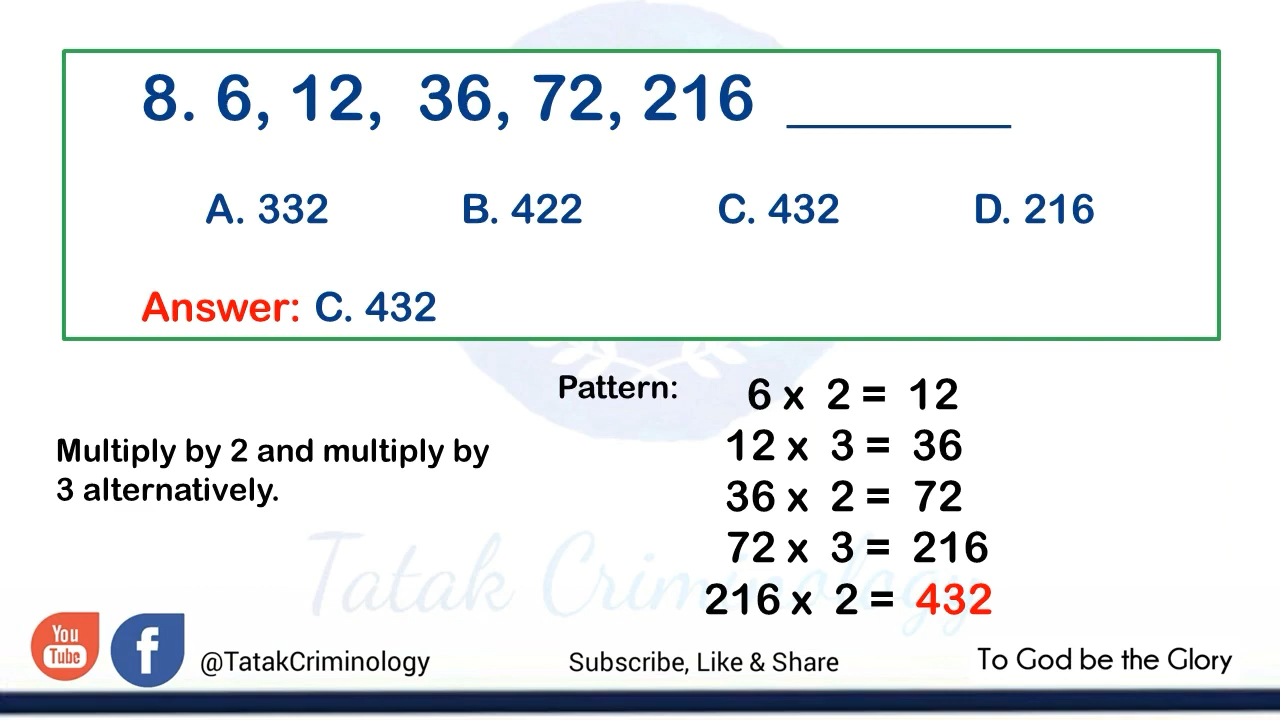 8. 6, 12, 36, 72, 216 ________
A. 332 B. 422 C. 432 D. 216
Answer: C. 432
Pattern:
6 x 2 = 12
12 x 3 = 36
36 x 2 = 72
72 x 3 = 216
216 x 2 = 432
Multiply by 2 and multiply by
3 alternatively.
Tatak Criminology
You
Tube
f
@TatakCriminology
Subscribe, Like & Share
To God be the Glory